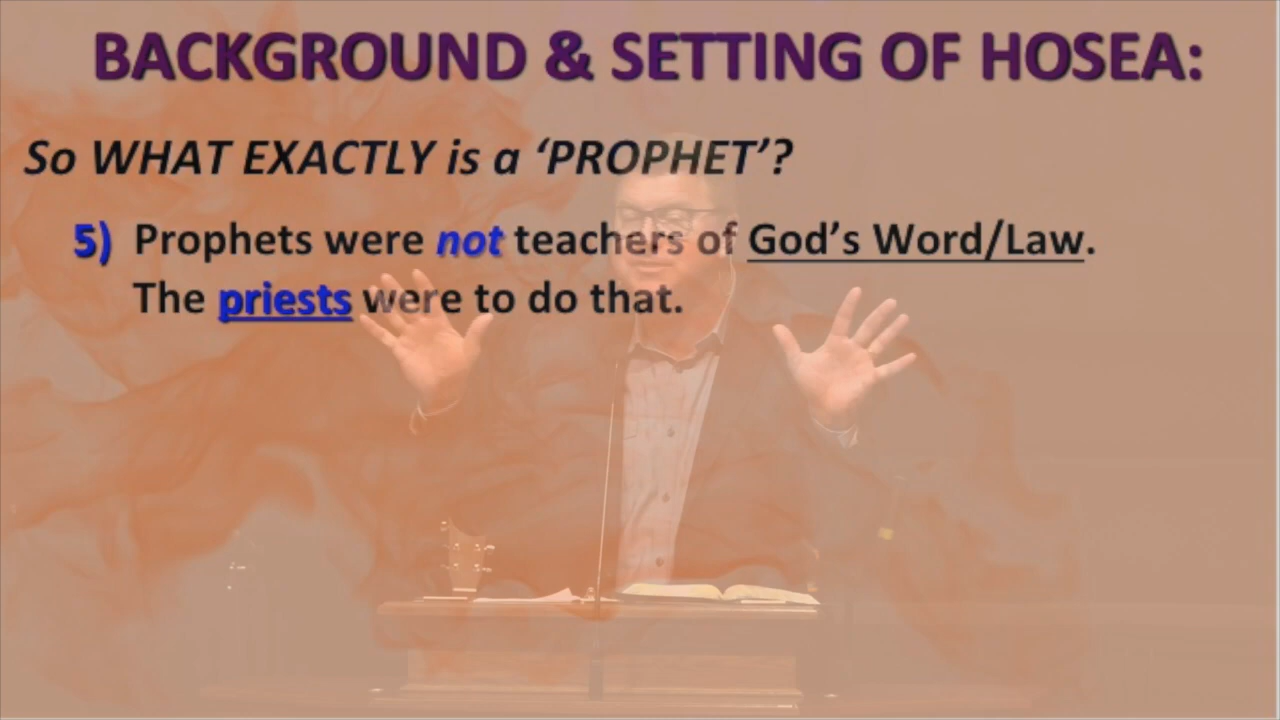 BACKGROUND & SETTING OF HOSEA:
So WHAT EXACTLY is a ‘PROPHET’?
5) Prophets were not teachers of God’s Word/Law.
The priests were to do that.